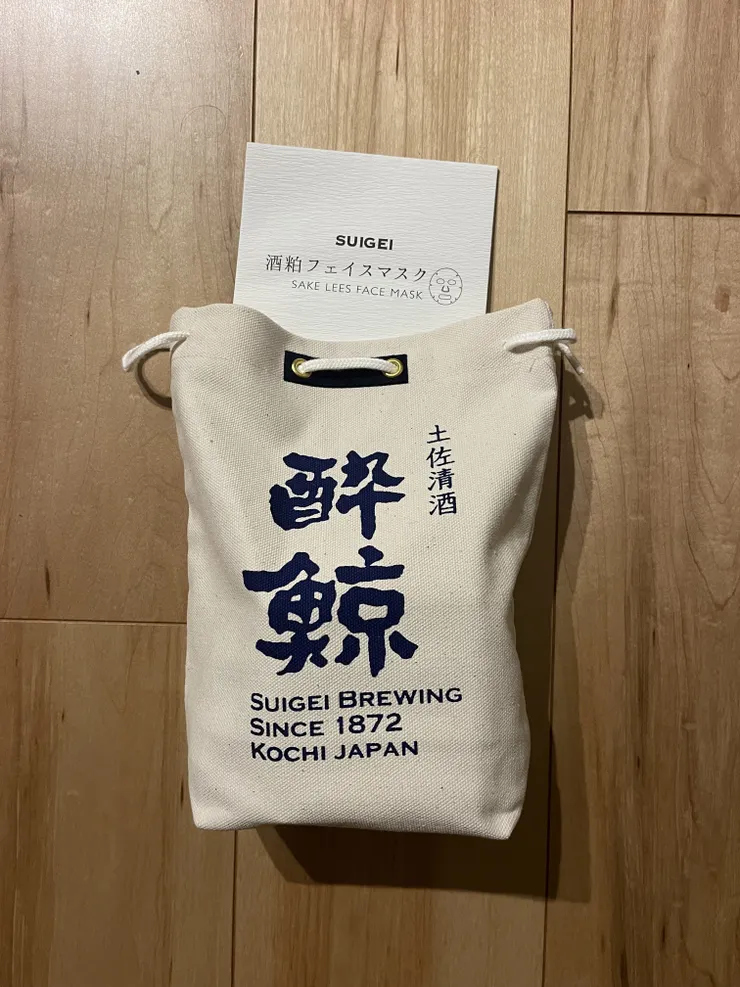 SUIGEI
酒粕フェイスマスク
SAKE LEES FACE MASK
土佐清酒
酔鯨
SUIGEI BREWING
SINCE 1872
KOCHI JAPAN